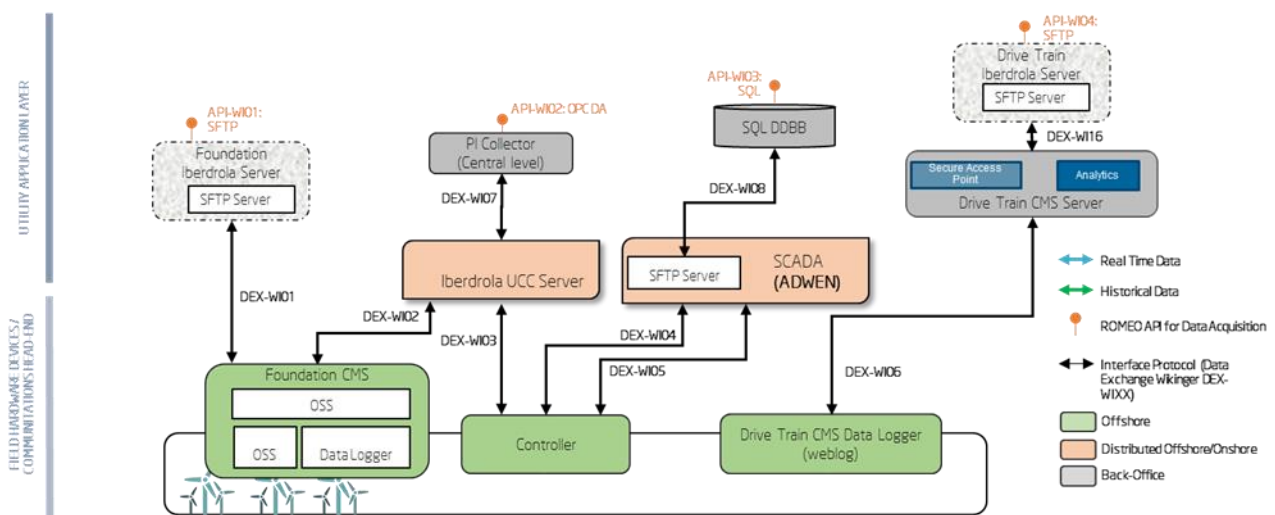 UTILITY APPLICATION LAYER
FIELD HARDWARE DEVICES /
COMMUNITATIONS HEAD-END
API-WI01:
SFTP
Foundation
Iberdrola Server
SFTP Server
API-WI02: OPC DA
PI Collector
(Central level)
API-WI03:
SQL
SQL DDBB
API-WI04:
SFTP
Drive Train
Iberdrola Server
SFTP Server
DEX-WI16
Secure Access
Point
Analytics
Drive Train CMS Server
DEX-WI07
DEX-WI08
Iberdrola UCC Server
SFTP Server
SCADA
(ADWEN)
DEX-WI01
DEX-WI02
DEX-WI03
DEX-WI04
DEX-WI05
DEX-WI06
Foundation CMS
OSS
OSS
Data Logger
Controller
Drive Train CMS Data Logger
(weblog)
Real Time Data
Historical Data
ROMEO API for Data Acquisition
Interface Protocol (Data
Exchange Wikinger DEX-
WIXX)
Offshore
Distributed Offshore/Onshore
Back-Office